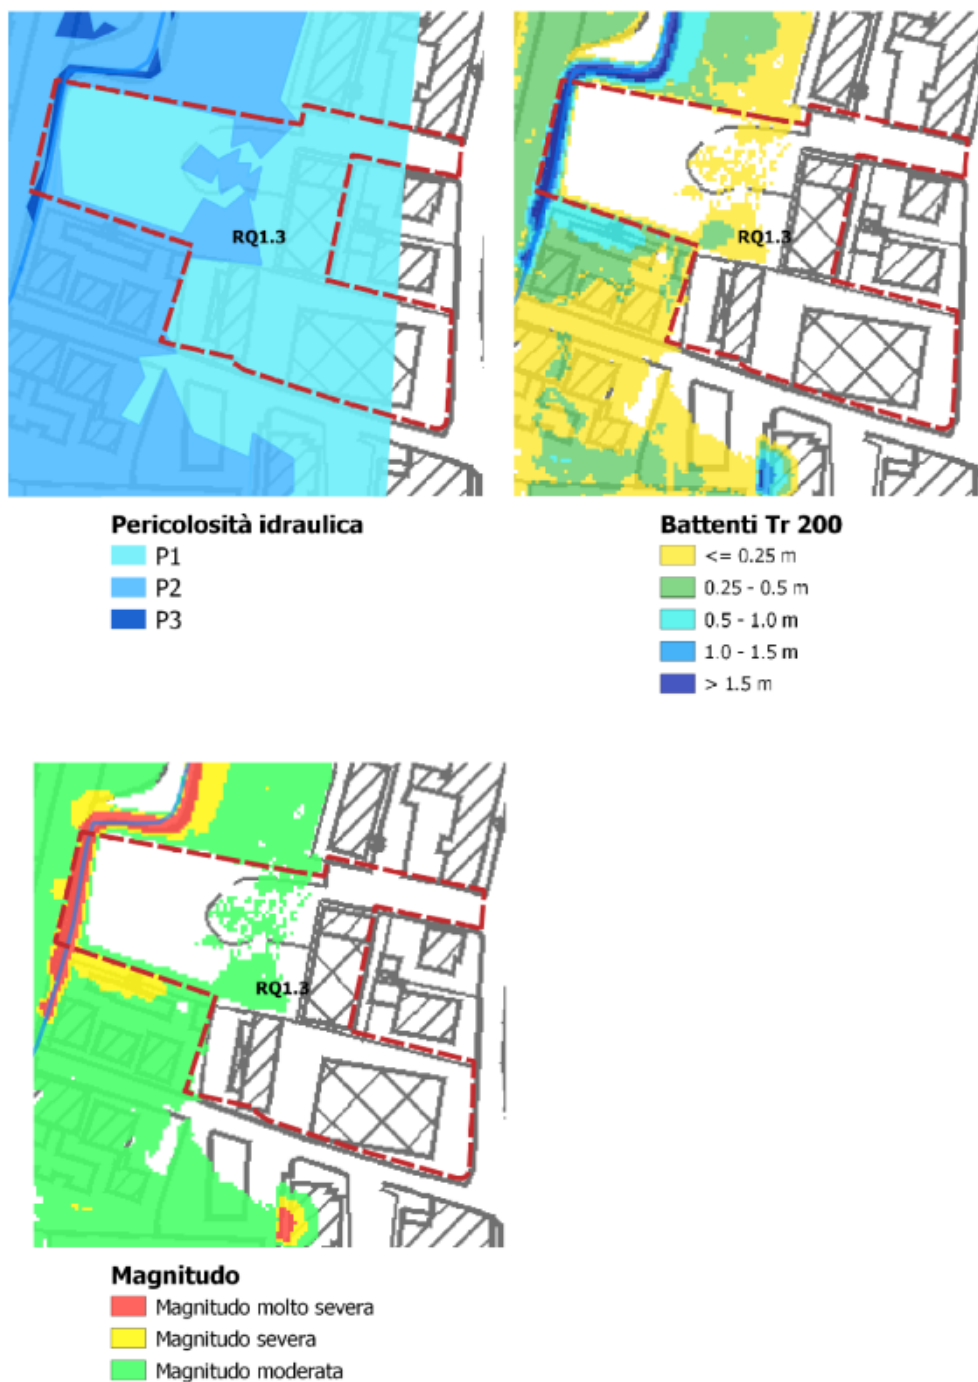 RQ1.3
RQ1.3
Pericolosità idraulica
P1
P2
P3
Battenti Tr 200
<= 0.25 m
0.25 - 0.5 m
0.5 - 1.0 m
1.0 - 1.5 m
> 1.5 m
RQ1.3
Magnitudo
Magnitudo molto severa
Magnitudo severa
Magnitudo moderata